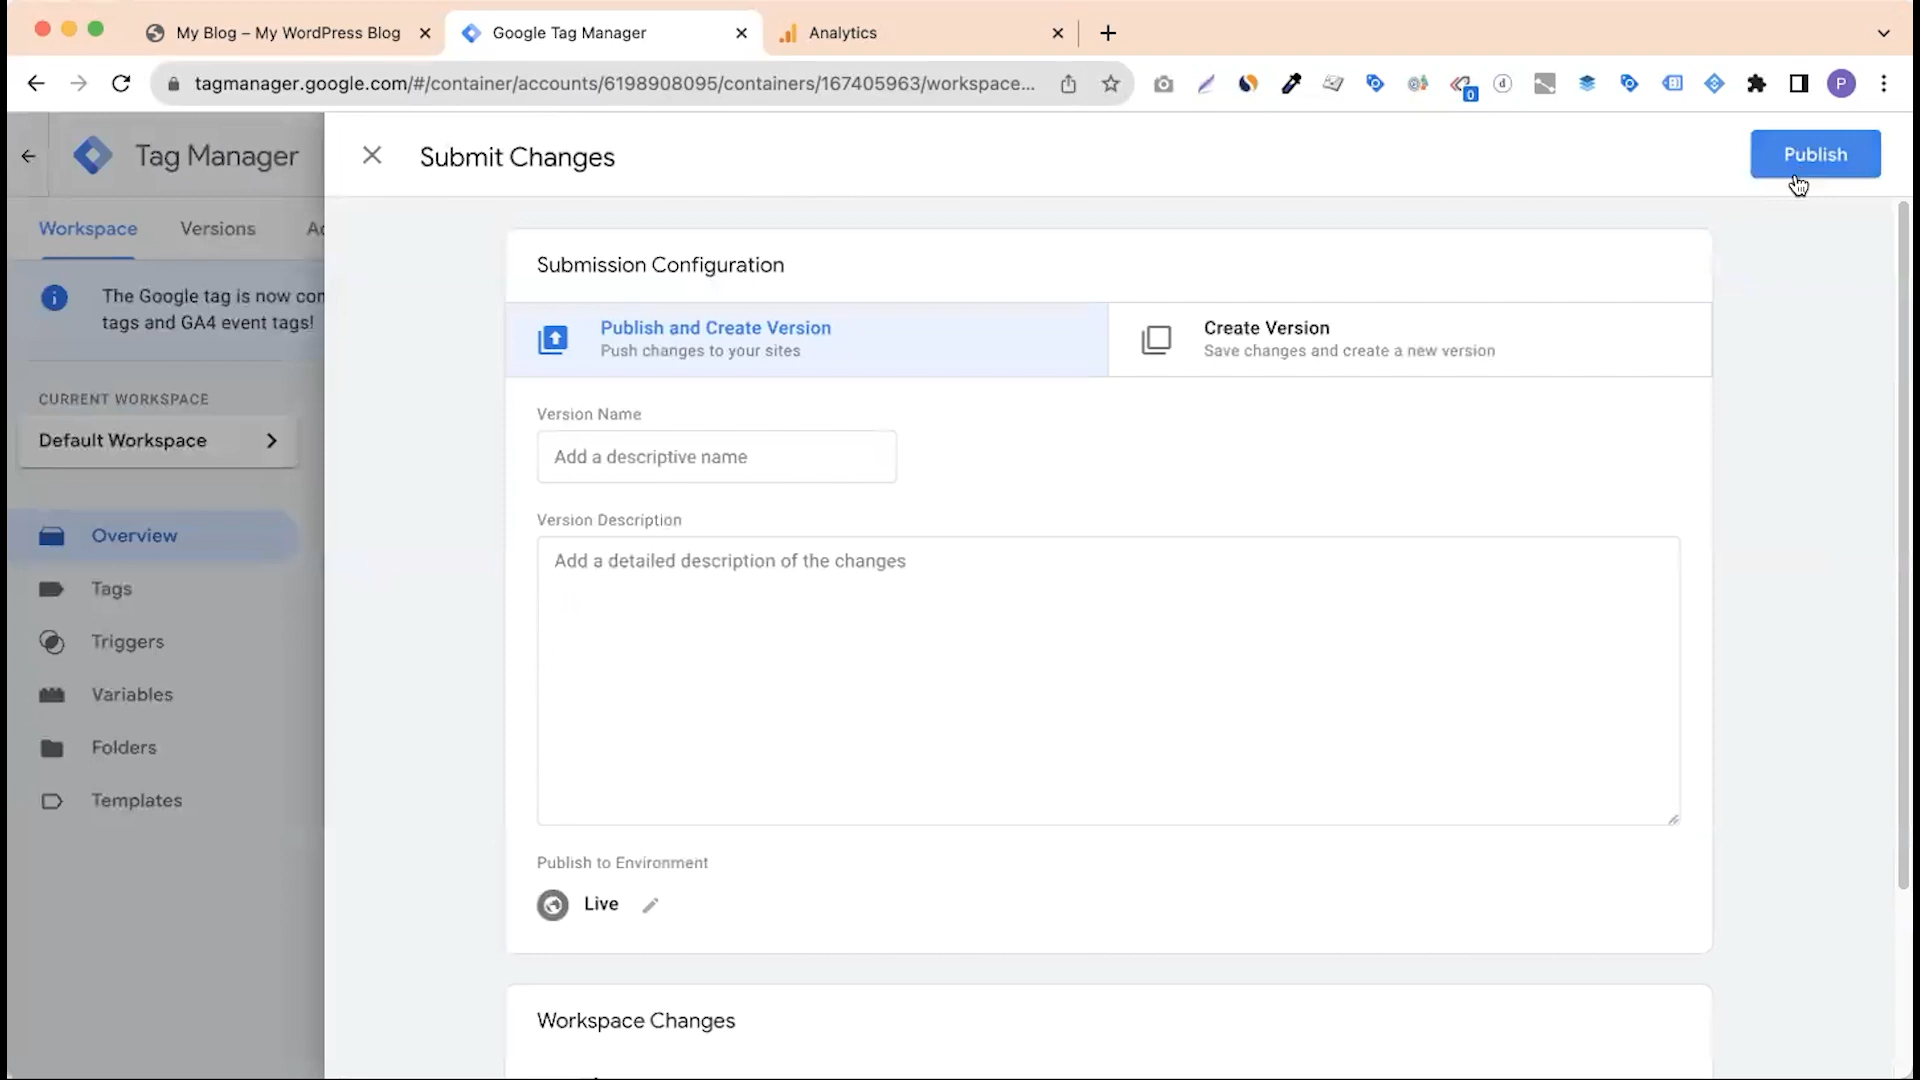 My Blog – My WordPress Blog
Google Tag Manager
Analytics
tagmanager.google.com/#/container/accounts/6198908095/containers/167405963/workspace...
0
d
P
Tag Manager
Submit Changes
Publish
Workspace
Versions
Ad
The Google tag is now con
tags and GA4 event tags!
Submission Configuration
Publish and Create Version
Push changes to your sites
Create Version
Save changes and create a new version
CURRENT WORKSPACE
Default Workspace
Version Name
Add a descriptive name
Version Description
Add a detailed description of the changes
Overview
Tags
Triggers
Variables
Folders
Templates
Publish to Environment
Live
Workspace Changes